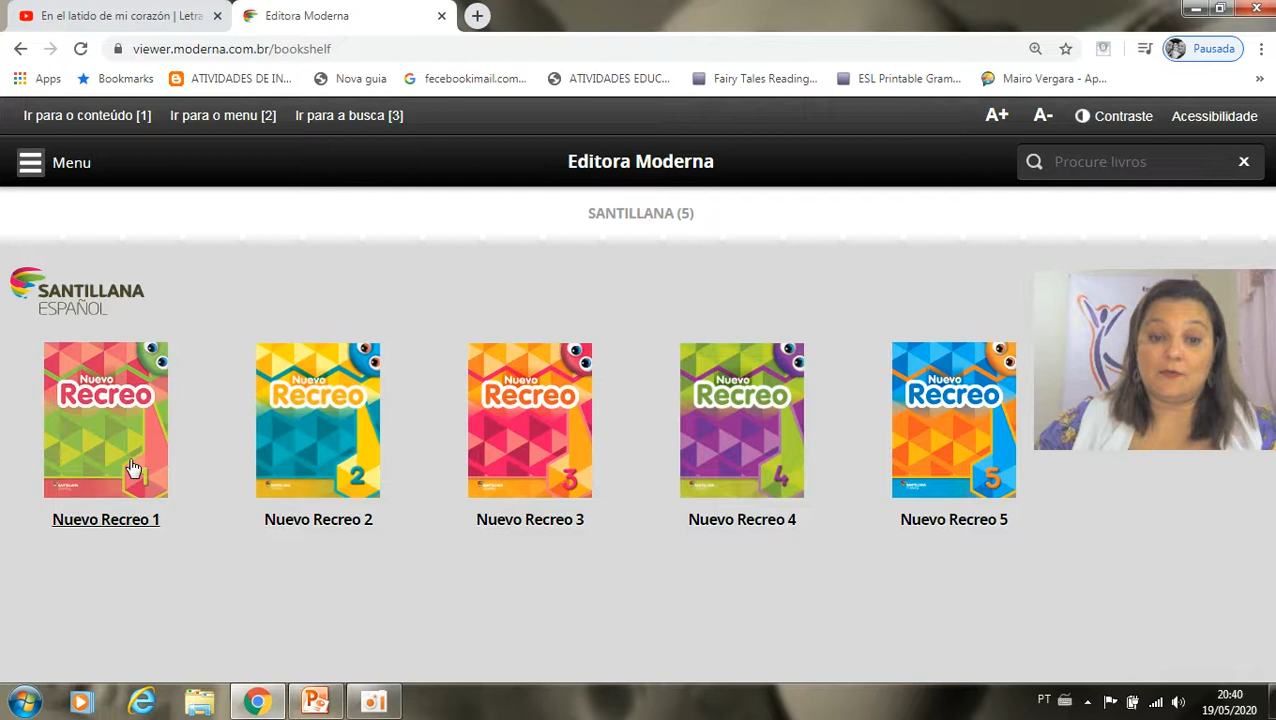 En el latido de mi corazón | Letra
Editora Moderna
viewer.moderna.com.br/bookshelf
Pausada
Apps
Bookmarks
ATIVIDADES DE IN...
Nova guia
fecebookimail.com...
ATIVIDADES EDUC...
Fairy Tales Reading...
ESL Printable Gram...
Mairo Vergara - Ap...
»
Ir para o conteúdo [1]
Ir para o menu [2]
Ir para a busca [3]
A+
A-
Contraste
Acessibilidade
Menu
Editora Moderna
Procure livros
SANTILLANA (5)
SANTILLANA
ESPAÑOL
Nuevo
Recreo
1
Nuevo
Recreo
2
Nuevo
Recreo
3
Nuevo
Recreo
4
Nuevo
Recreo
5
Nuevo Recreo 1
Nuevo Recreo 2
Nuevo Recreo 3
Nuevo Recreo 4
Nuevo Recreo 5
PT
20:40
19/05/2020